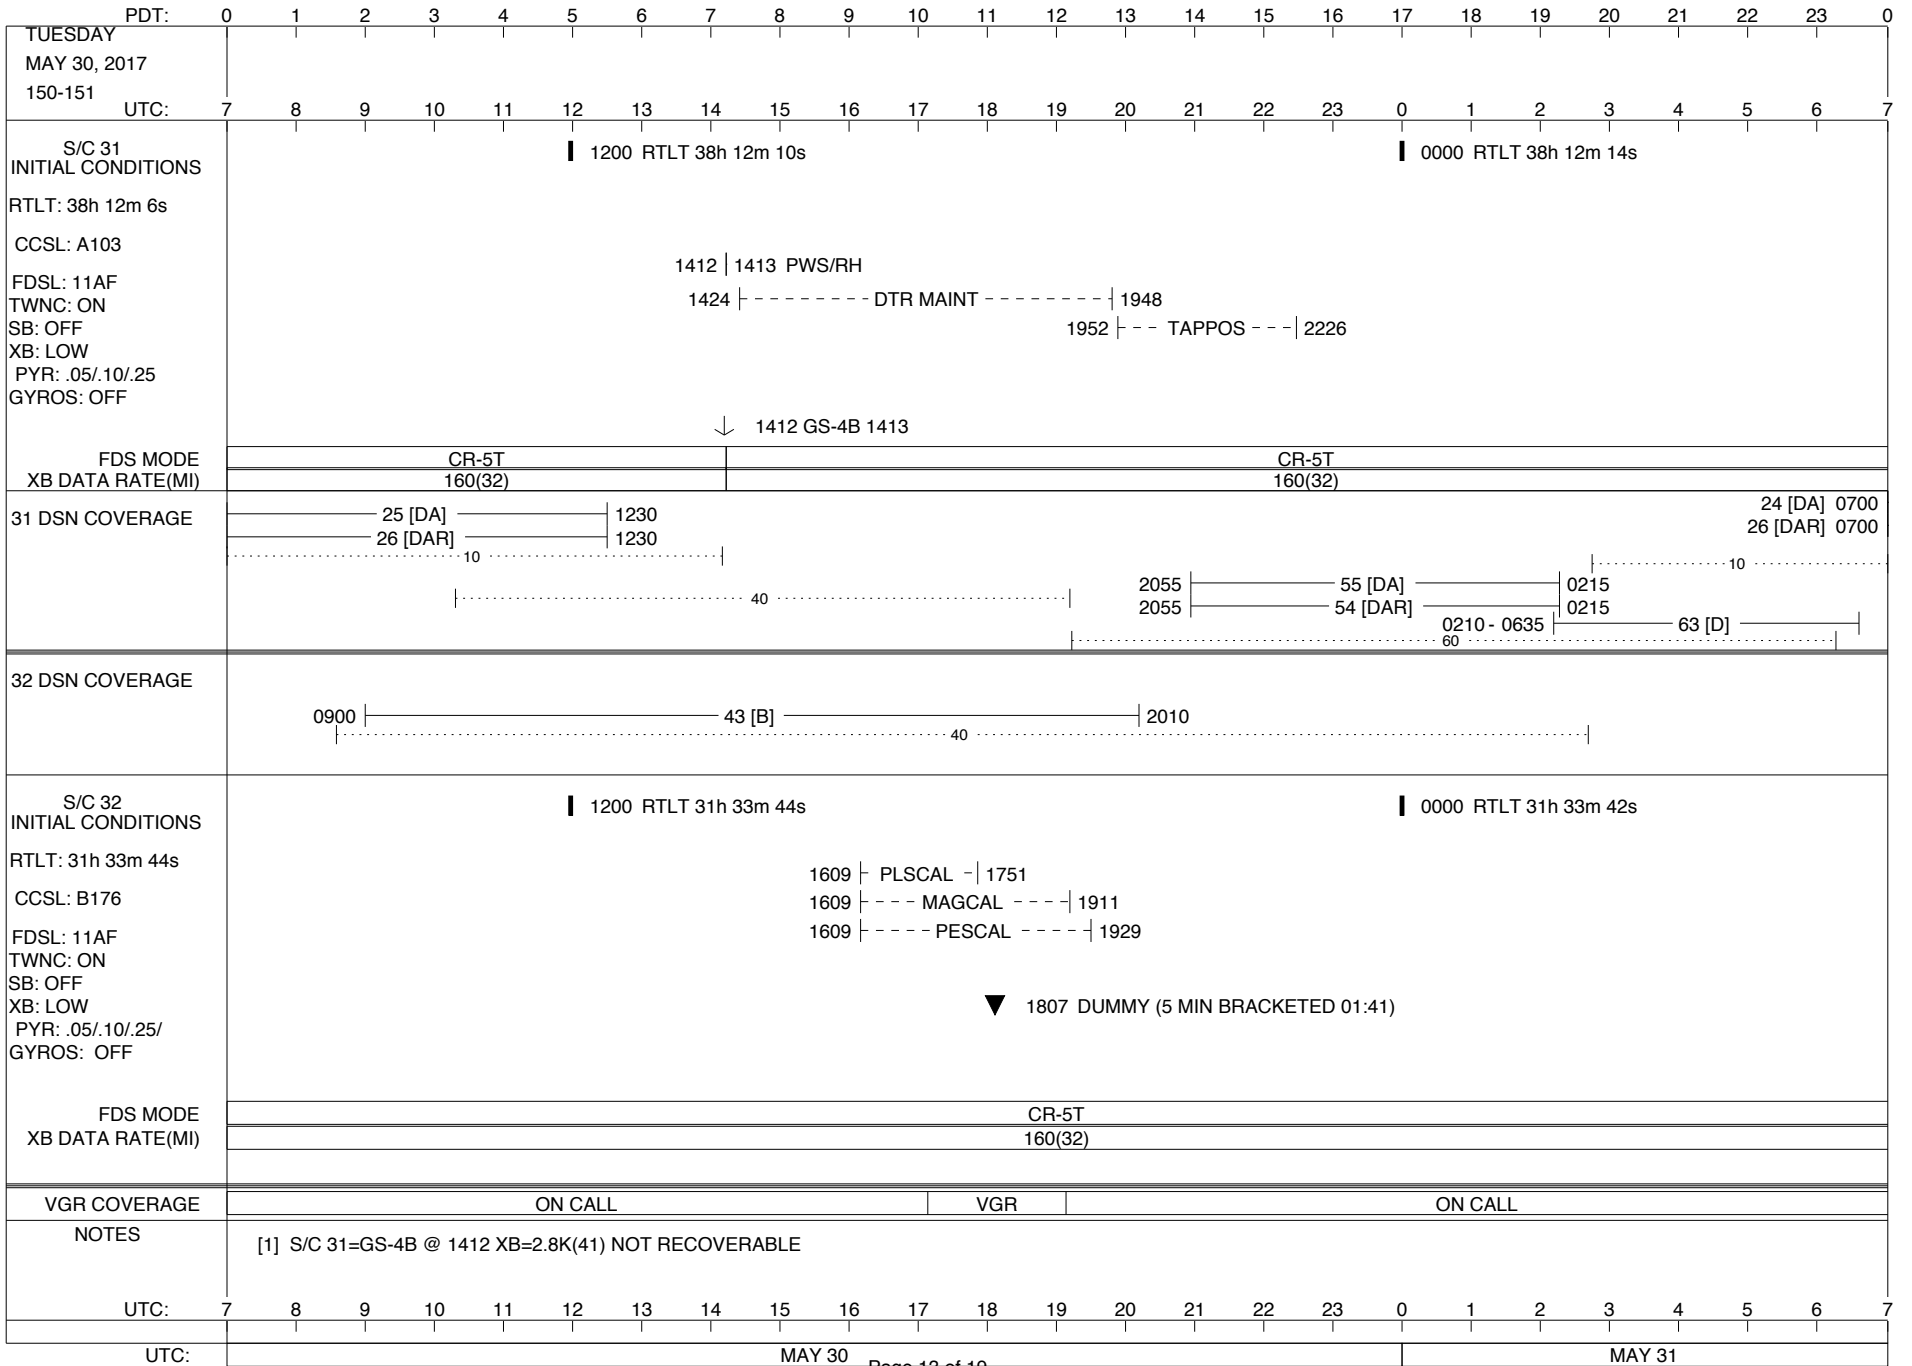 PDT: 0 1 2 3 4 5 6 7 8 9 10 11 12 13 14 15 16 17 18 19 20 21 22 23 0
TUESDAY
MAY 30, 2017
150-151
UTC: 7 8 9 10 11 12 13 14 15 16 17 18 19 20 21 22 23 0 1 2 3 4 5 6 7
S/C 31
INITIAL CONDITIONS
1200 RTLT 38h 12m 10s
0000 RTLT 38h 12m 14s
RTLT: 38h 12m 6s
CCSL: A103
FDSL: 11AF
TWNC: ON
SB: OFF
XB: LOW
PYR: .05/.10/.25
GYROS: OFF
1412 1413 PWS/RH
1424 DTR MAINT 1948
1952 TAPPOS 2226
1412 GS-4B 1413
FDS MODE CR-5T CR-5T
XB DATA RATE(MI) 160(32) 160(32)
31 DSN COVERAGE
24 [DA] 0700
25 [DA] 1230
26 [DAR] 0700
26 [DAR] 1230
10
10
2055 55 [DA] 0215
40
2055 54 [DAR] 0215
0210 - 0635 63 [D]
60
32 DSN COVERAGE
0900 43 [B] 2010
40
S/C 32
INITIAL CONDITIONS
1200 RTLT 31h 33m 44s
0000 RTLT 31h 33m 42s
RTLT: 31h 33m 44s
CCSL: B176
FDSL: 11AF
TWNC: ON
SB: OFF
XB: LOW
PYR: .05/.10/.25/
GYROS: OFF
1609 PLSCAL 1751
1609 MAGCAL 1911
1609 PESCAL 1929
1807 DUMMY (5 MIN BRACKETED 01:41)
FDS MODE CR-5T
XB DATA RATE(MI) 160(32)
VGR COVERAGE ON CALL VGR ON CALL
NOTES
[1] S/C 31=GS-4B @ 1412 XB=2.8K(41) NOT RECOVERABLE
UTC: 7 8 9 10 11 12 13 14 15 16 17 18 19 20 21 22 23 0 1 2 3 4 5 6 7
UTC: MAY 30 MAY 31